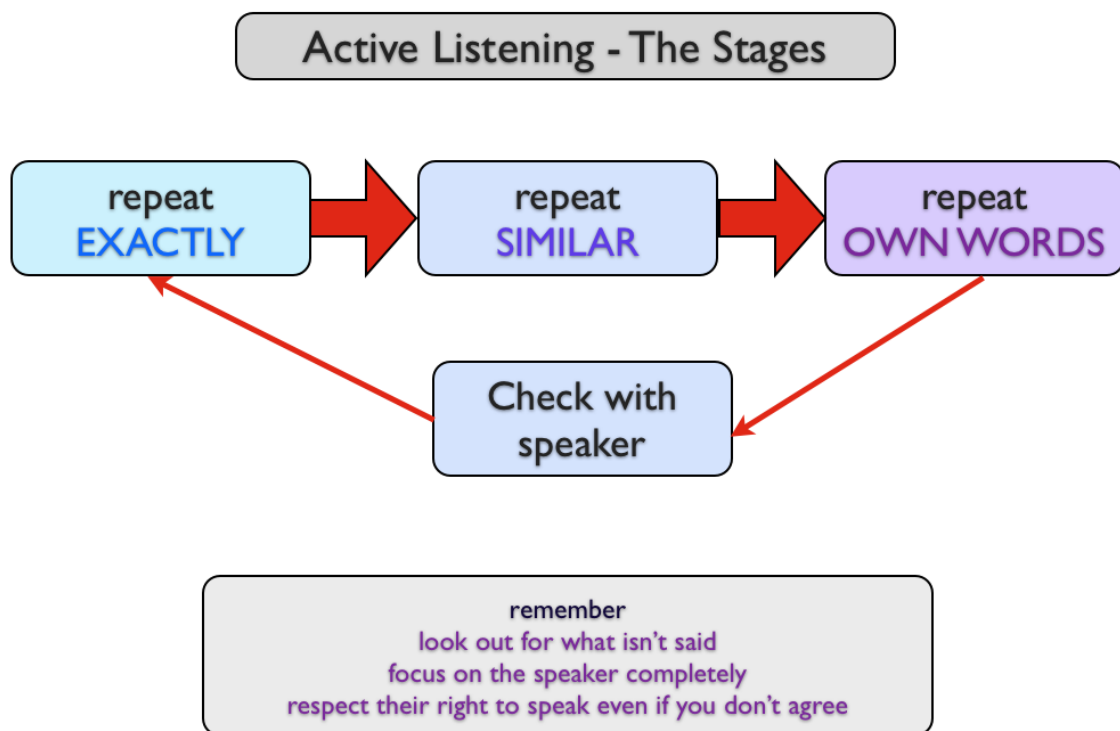 Active Listening - The Stages
repeat
EXACTLY
repeat
SIMILAR
repeat
OWN WORDS
Check with
speaker
remember
look out for what isn’t said
focus on the speaker completely
respect their right to speak even if you don’t agree